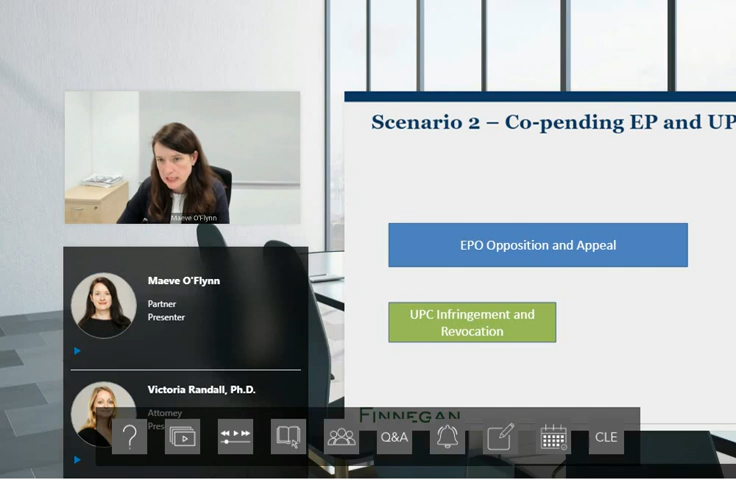 Scenario 2 – Co-pending EP and UP
Maeve O'Flynn
EPO Opposition and Appeal
Maeve O'Flynn
Partner
Presenter
UPC Infringement and
Revocation
Victoria Randall, Ph.D.
Attorney
Pres
FINNEGAN
?
Q&A
CLE